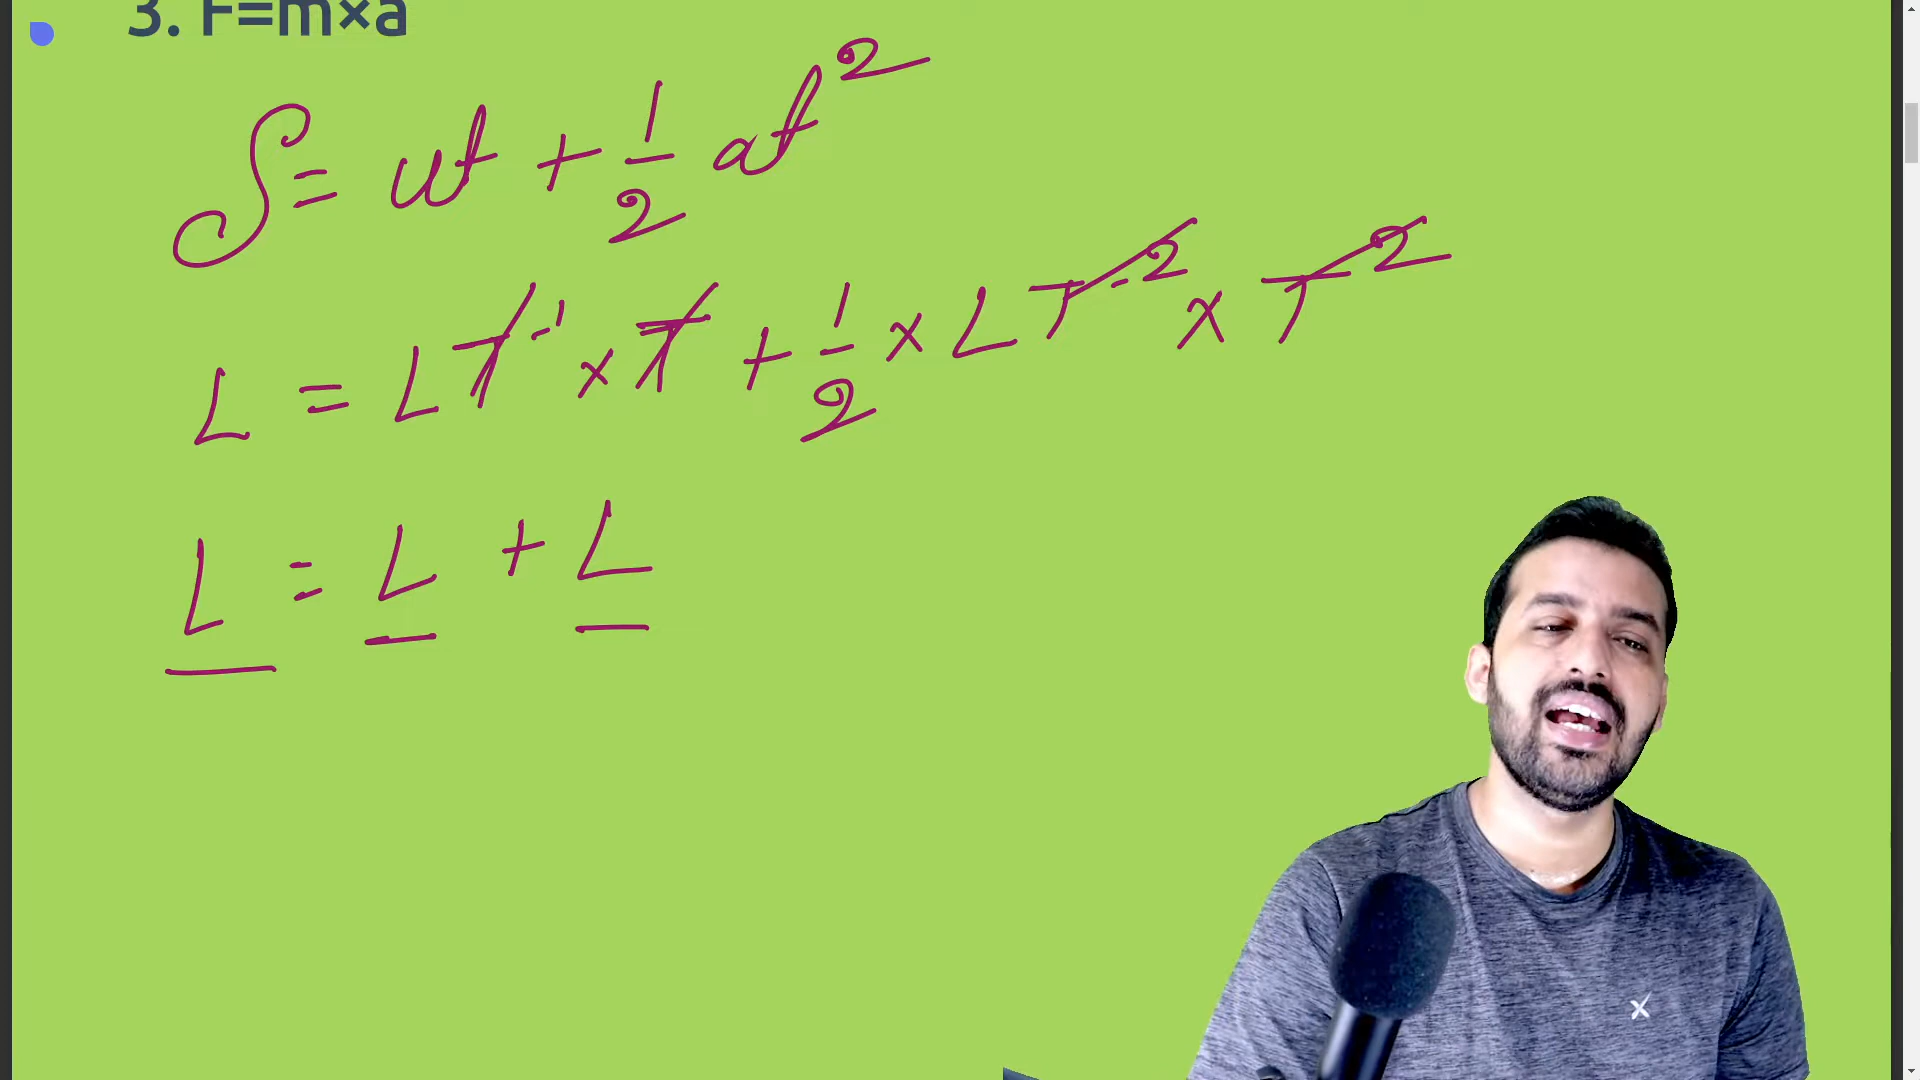 3. F=m×a
S = ut + 1/2 at²
L = LT⁻¹ × T + 1/2 × LT⁻² × T²
L = L + L